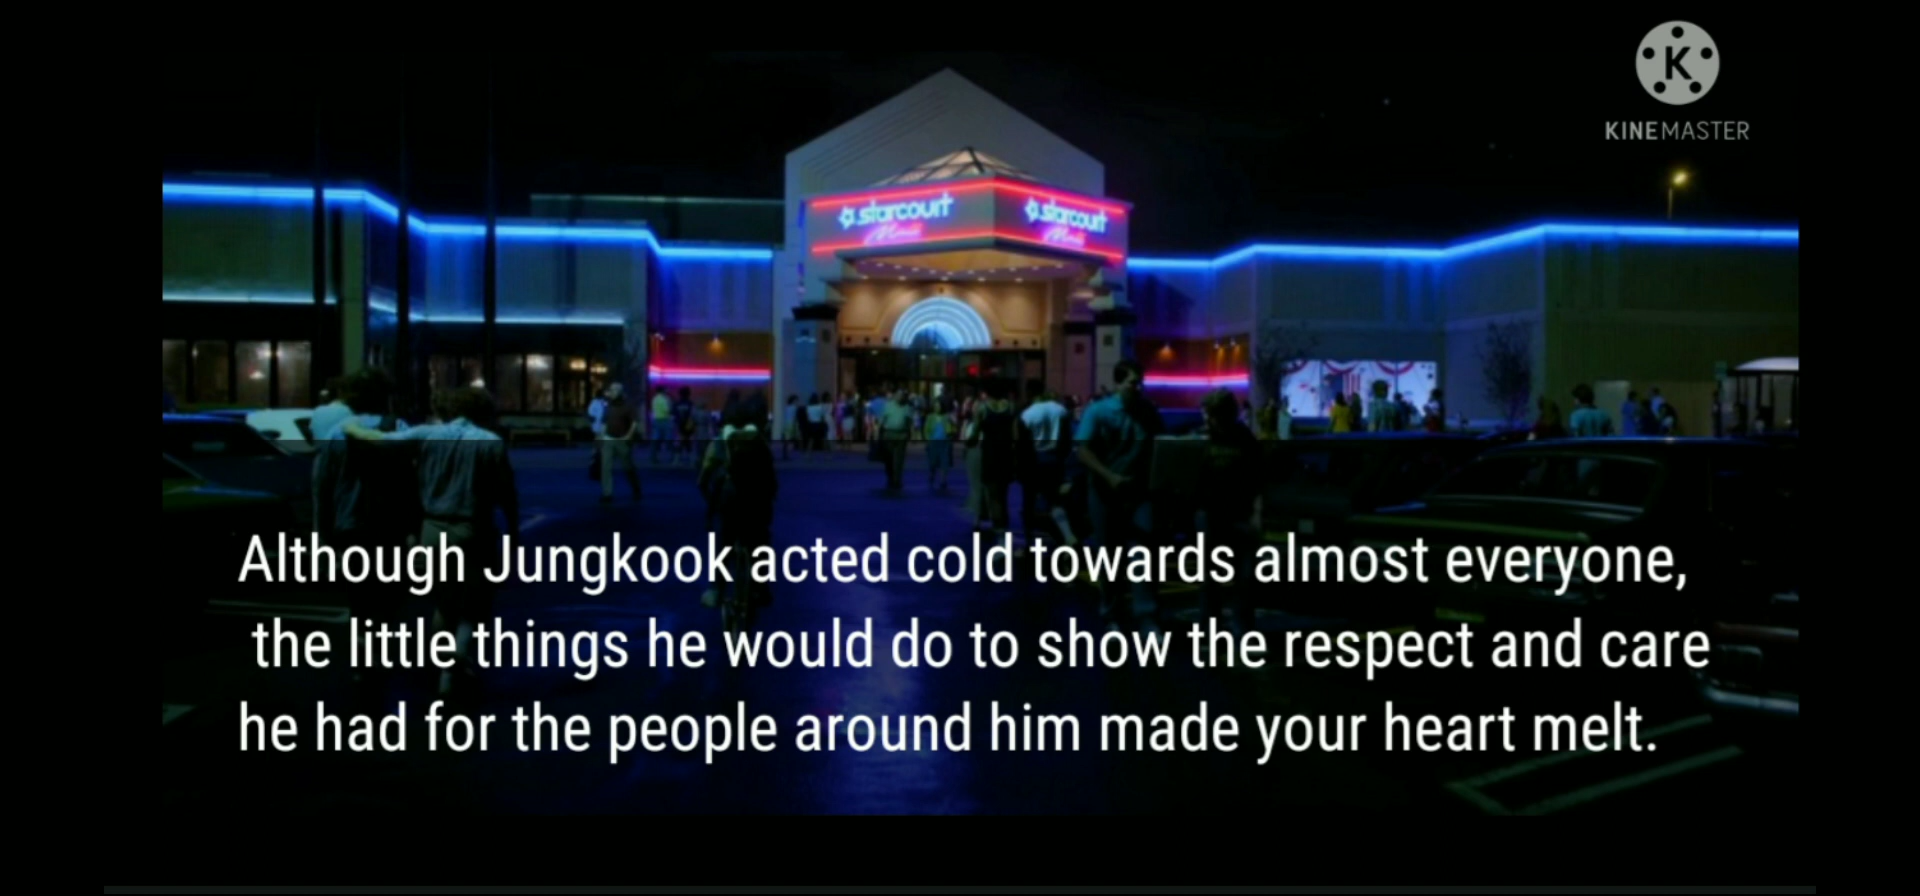 KINEMASTER
starcourt starcourt
Although Jungkook acted cold towards almost everyone,
the little things he would do to show the respect and care
he had for the people around him made your heart melt.